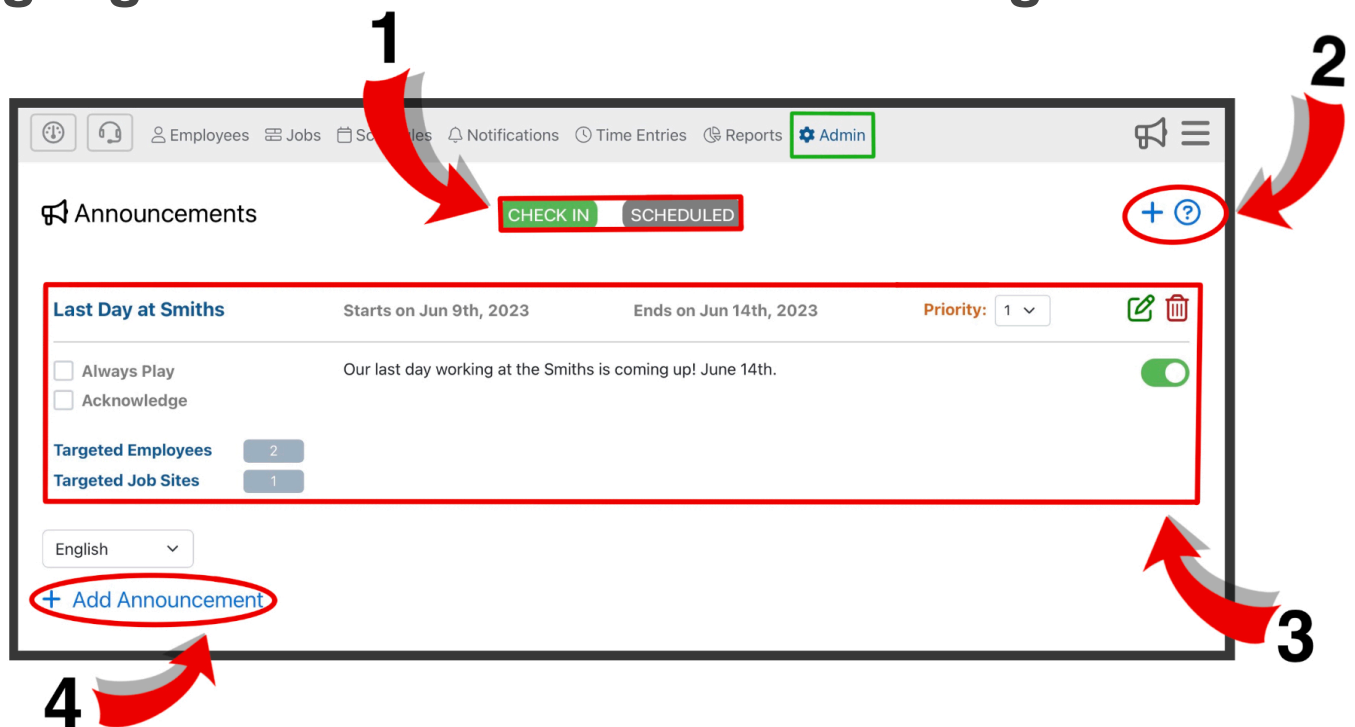 1
2
Employees Jobs Notifications Time Entries Reports Admin
Announcements CHECK IN SCHEDULED
Last Day at Smiths Starts on Jun 9th, 2023 Ends on Jun 14th, 2023 Priority: 1
Always Play Our last day working at the Smiths is coming up! June 14th.
Acknowledge
Targeted Employees 2
Targeted Job Sites 1
English
+ Add Announcement
3
4